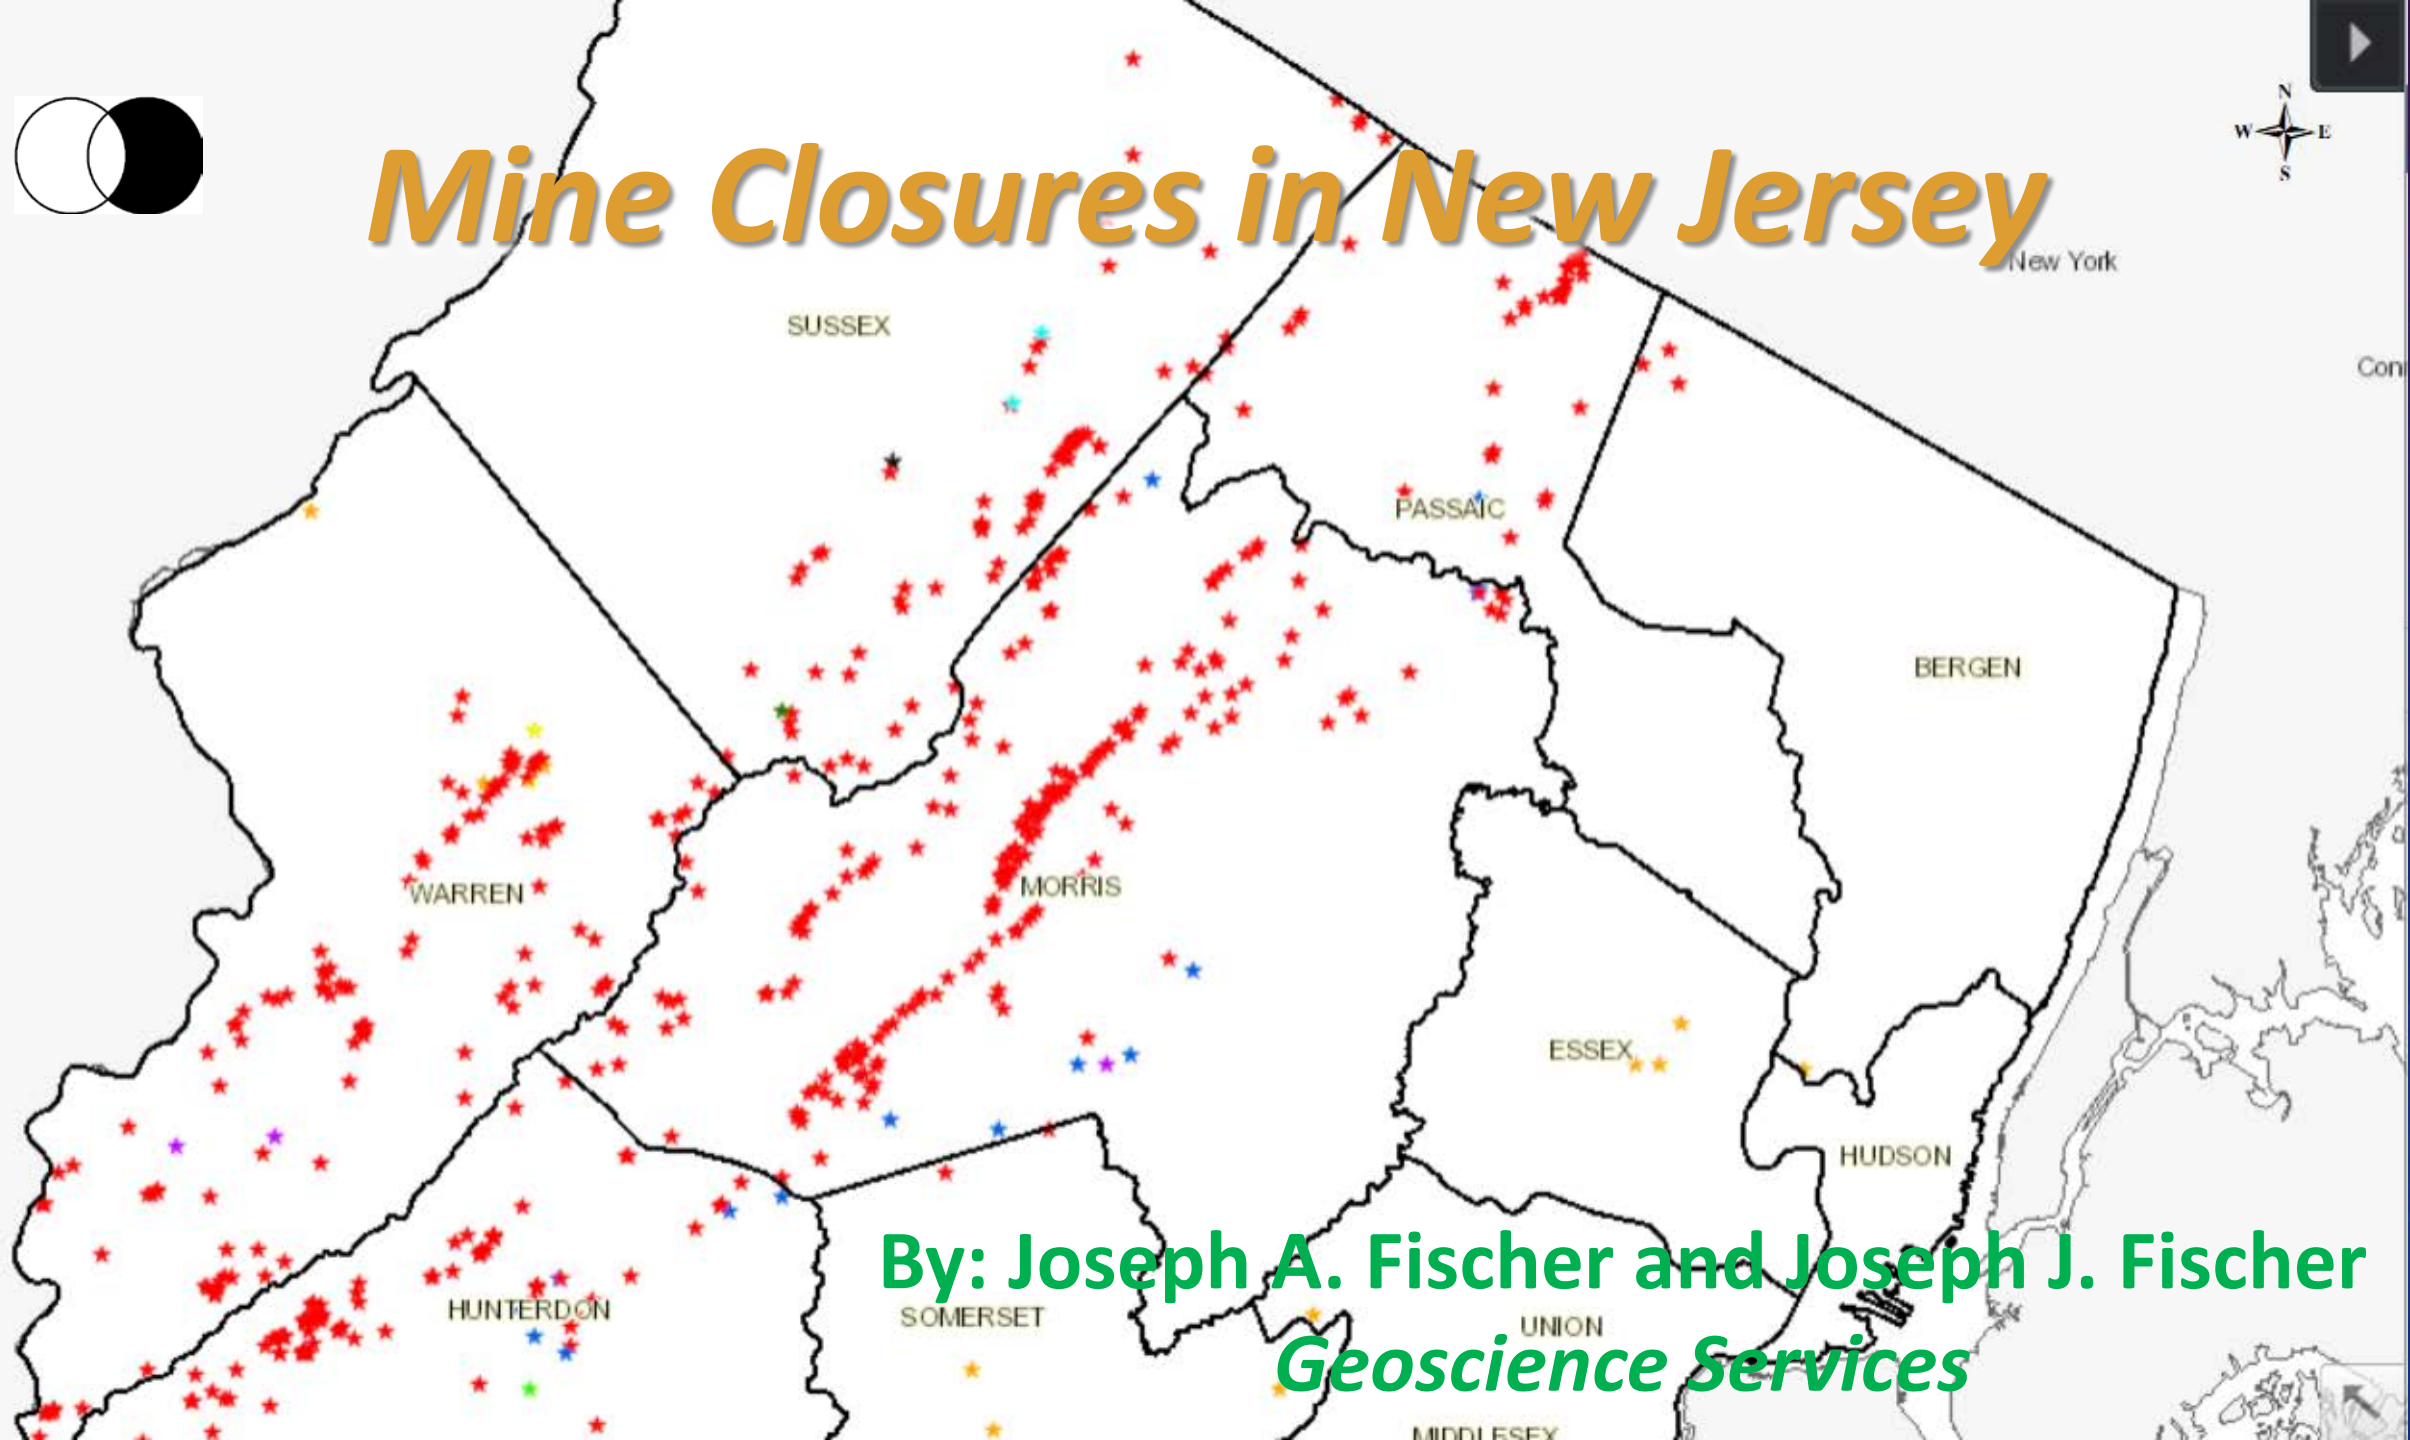 N
W E
S
Mine Closures in New Jersey
New York
SUSSEX
PASSAIC
BERGEN
WARREN
MORRIS
ESSEX
HUDSON
By: Joseph A. Fischer and Joseph J. Fischer
HUNTERDON
SOMERSET
UNION
Geoscience Services
MIDDLESEX